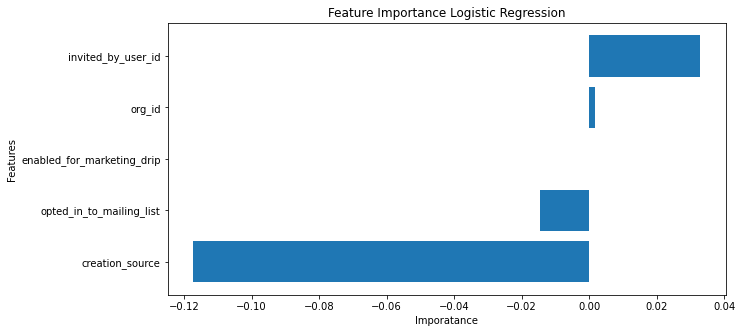 Feature Importance Logistic Regression
invited_by_user_id
org_id
enabled_for_marketing_drip
opted_in_to_mailing_list
creation_source
Features
−0.12 −0.10 −0.08 −0.06 −0.04 −0.02 0.00 0.02 0.04
Imporatance